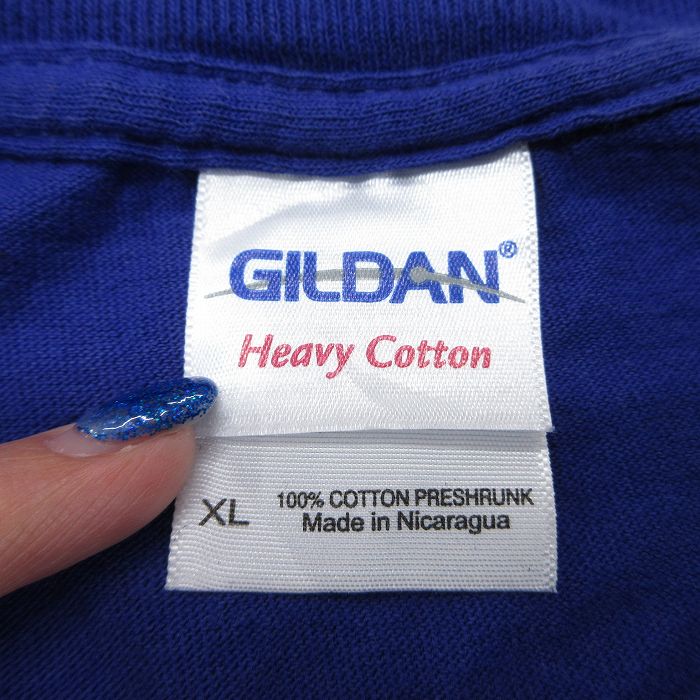 GILDAN®
Heavy Cotton
XL
100% COTTON PRESHRUNK
Made in Nicaragua